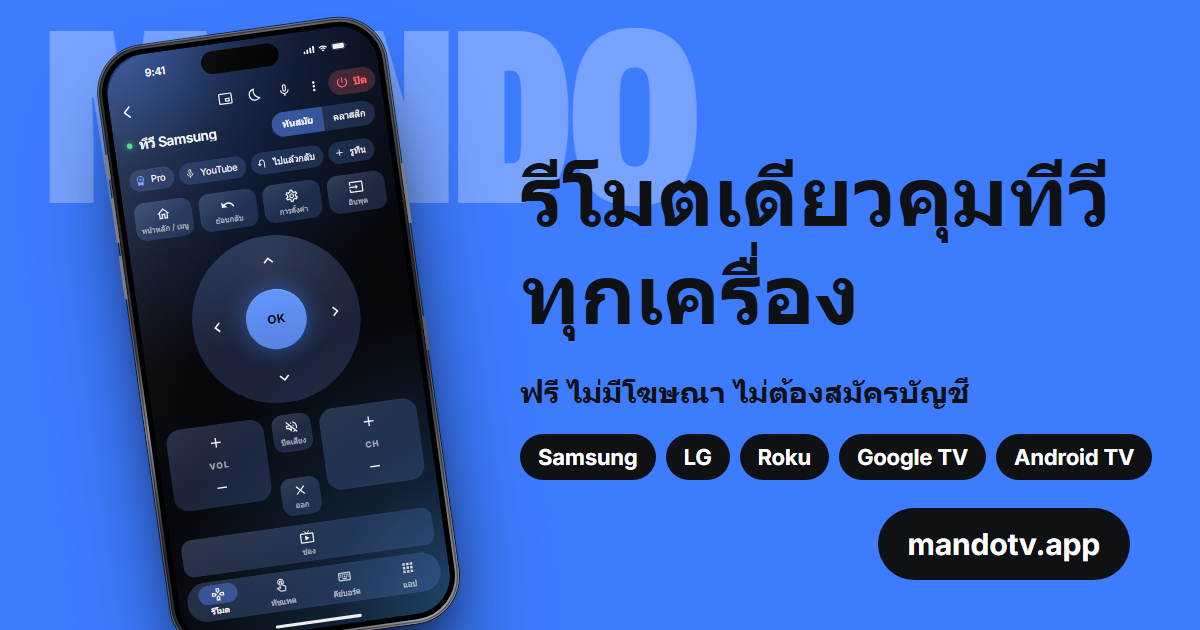 MANDO
9:41
ปิด
ทีวี Samsung
ทันสมัย
คลาสสิก
Pro
YouTube
ไปแล้วกลับ
+ รูทีน
หน้าหลัก / เมนู
ย้อนกลับ
การตั้งค่า
อินพุต
OK
+
VOL
−
ปิดเสียง
+
CH
−
ออก
ช่อง
รีโมต
ทัชแพด
คีย์บอร์ด
แอป
รีโมตเดียวคุมทีวี
ทุกเครื่อง
ฟรี ไม่มีโฆษณา ไม่ต้องสมัครบัญชี
Samsung
LG
Roku
Google TV
Android TV
mandotv.app